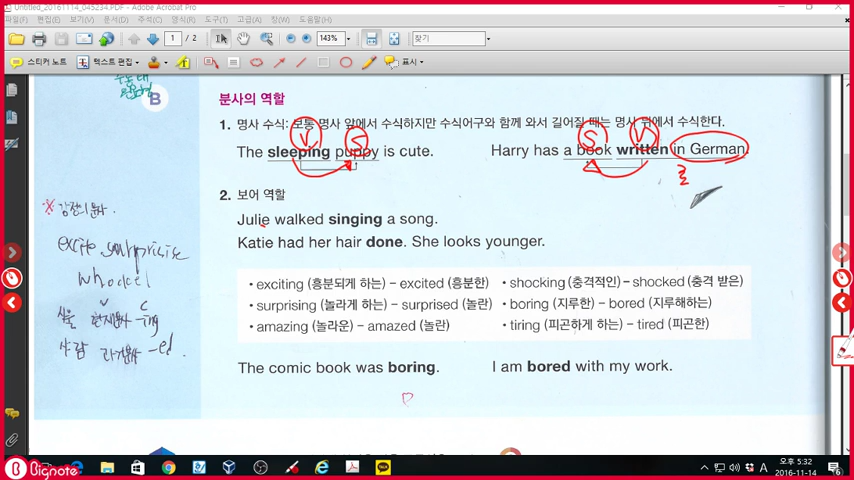 Untitled_20161114_045234.PDF - Adobe Acrobat Pro
파일(F) 편집(E) 보기(V) 문서(D) 주석(C) 양식(R) 도구(T) 고급(A) 창(W) 도움말(H)
1 / 2 143% 찾기
스티커 노트 텍스트 편집 표시
수동태
B
분사의 역할
1. 명사 수식: 보통 명사 앞에서 수식하지만 수식어구와 함께 와서 길어질 때는 명사 뒤에서 수식한다.
V S S V
The sleeping puppy is cute. Harry has a book written in German.
2. 보어 역할
Julie walked singing a song.
Katie had her hair done. She looks younger.
※ 감정의 분사.
excite surpricise
whocked
사물 현재분사 -ing
사람 과거분사 -ed.
• exciting (흥분되게 하는) – excited (흥분한) • shocking (충격적인) – shocked (충격 받은)
• surprising (놀라게 하는) – surprised (놀란) • boring (지루한) – bored (지루해하는)
• amazing (놀라운) – amazed (놀란) • tiring (피곤하게 하는) – tired (피곤한)
The comic book was boring. I am bored with my work.
Bignote
A 오후 5:32
2016-11-14